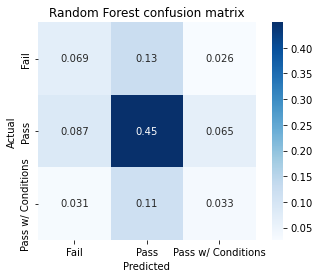 Random Forest confusion matrix
Actual
Fail
0.069 0.13 0.026
Pass
0.087 0.45 0.065
Pass w/ Conditions
0.031 0.11 0.033
Fail Pass Pass w/ Conditions
Predicted
0.40
0.35
0.30
0.25
0.20
0.15
0.10
0.05